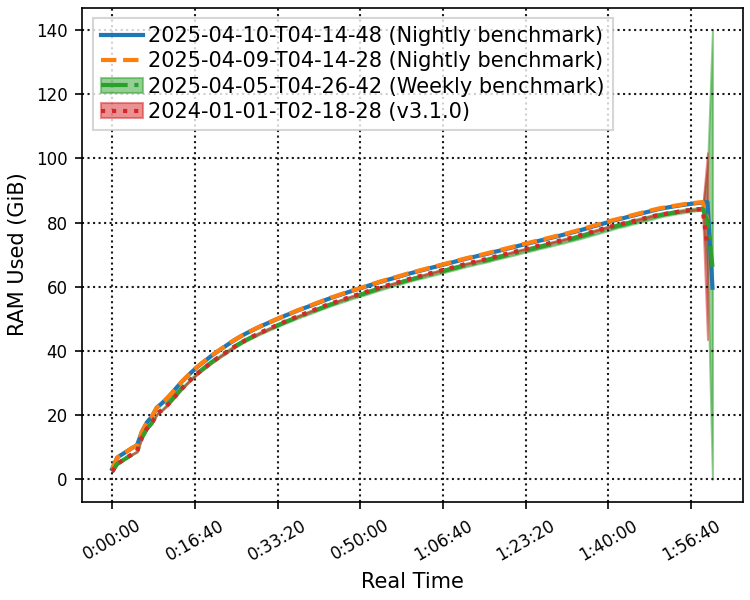 2025-04-10-T04-14-48 (Nightly benchmark)
2025-04-09-T04-14-28 (Nightly benchmark)
2025-04-05-T04-26-42 (Weekly benchmark)
2024-01-01-T02-18-28 (v3.1.0)
RAM Used (GiB)
140
120
100
80
60
40
20
0
0:00:00
0:16:40
0:33:20
0:50:00
1:06:40
1:23:20
1:40:00
1:56:40
Real Time